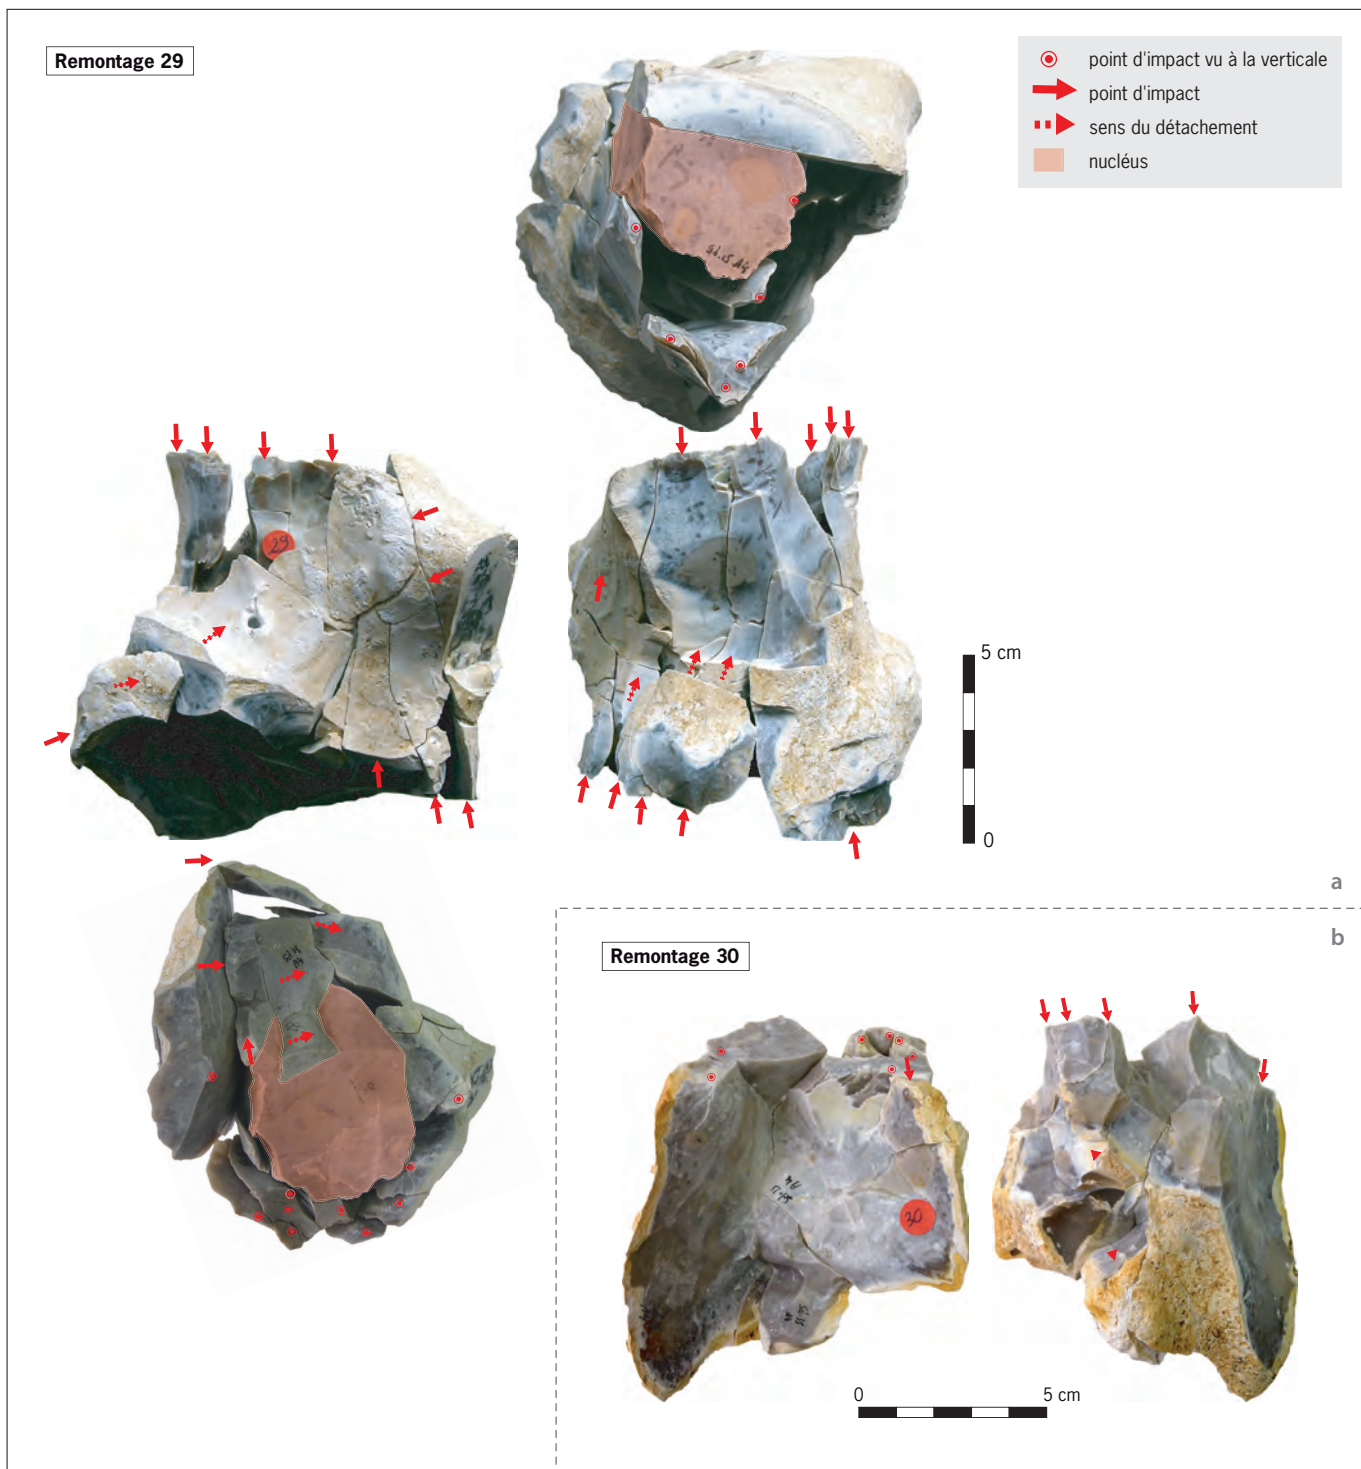 Remontage 29
point d'impact vu à la verticale
point d'impact
sens du détachement
nucléus
29
5 cm
0
a
b
Remontage 30
30
0 5 cm